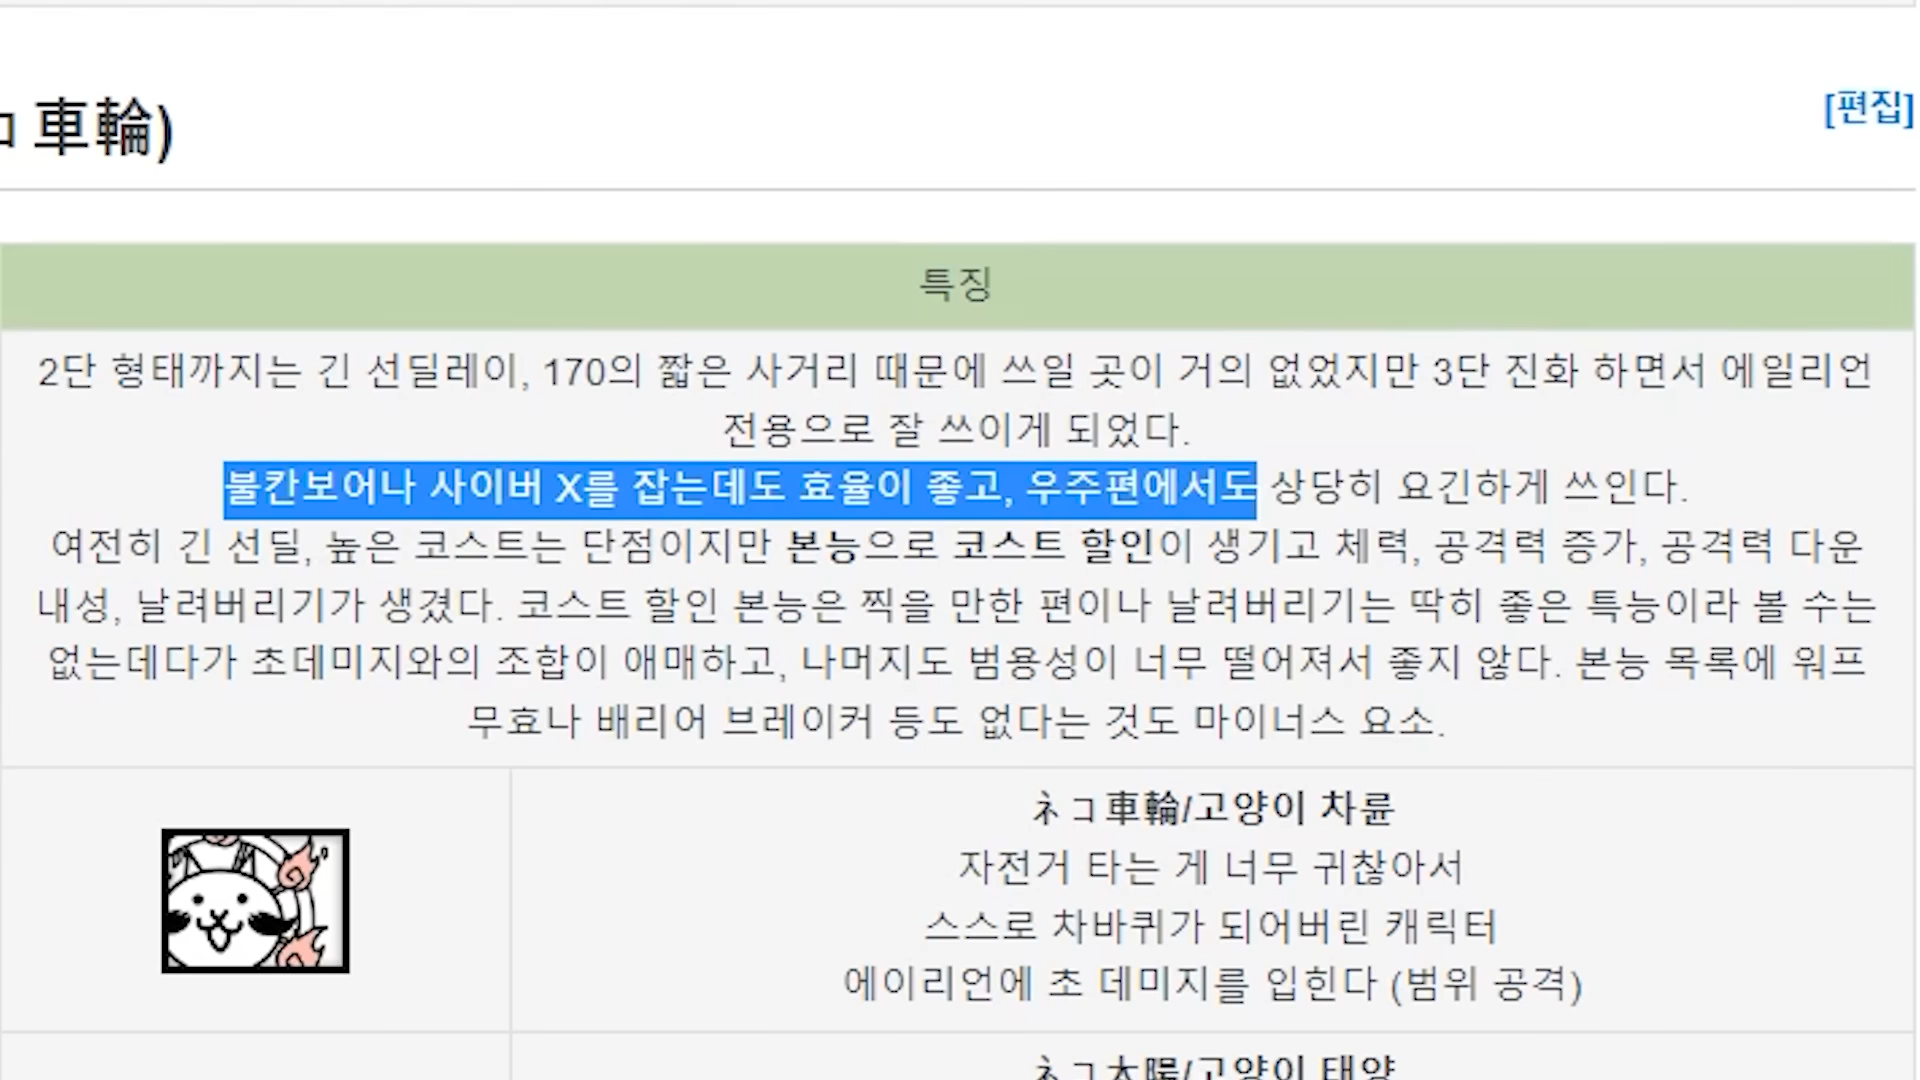 コ 車輪)
[편집]
특징
2단 형태까지는 긴 선딜레이, 170의 짧은 사거리 때문에 쓰일 곳이 거의 없었지만 3단 진화 하면서 에일리언
전용으로 잘 쓰이게 되었다.
불칸보어나 사이버 X를 잡는데도 효율이 좋고, 우주편에서도 상당히 요긴하게 쓰인다.
여전히 긴 선딜, 높은 코스트는 단점이지만 본능으로 코스트 할인이 생기고 체력, 공격력 증가, 공격력 다운
내성, 날려버리기가 생겼다. 코스트 할인 본능은 찍을 만한 편이나 날려버리기는 딱히 좋은 특능이라 볼 수는
없는데다가 초데미지와의 조합이 애매하고, 나머지도 범용성이 너무 떨어져서 좋지 않다. 본능 목록에 워프
무효나 배리어 브레이커 등도 없다는 것도 마이너스 요소.
ネコ車輪/고양이 차륜
자전거 타는 게 너무 귀찮아서
스스로 차바퀴가 되어버린 캐릭터
에이리언에 초 데미지를 입힌다 (범위 공격)
ネコ太陽/고양이 태양